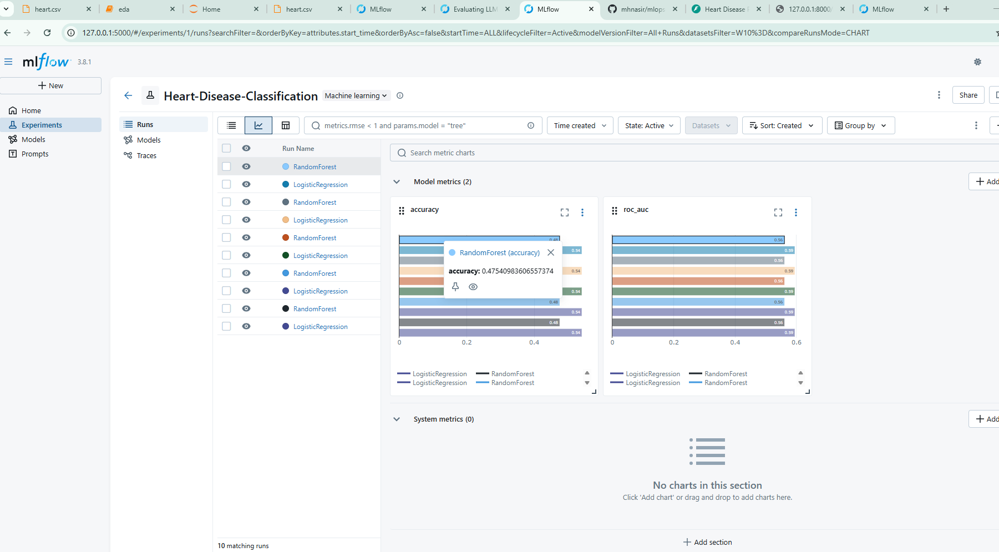 heart.csv
eda
Home
heart.csv
MLflow
Evaluating LLM
MLflow
mhnasir/mlops
Heart Disease
127.0.0.1:8000/
MLflow
127.0.0.1:5000/#/experiments/1/runs?searchFilter=&orderByKey=attributes.start_time&orderByAsc=false&startTime=ALL&lifecycleFilter=Active&modelVersionFilter=All+Runs&datasetsFilter=W10%3D&compareRunsMode=CHART
mlflow 3.8.1
New
Home
Experiments
Models
Prompts
Heart-Disease-Classification Machine learning
Share
Runs
Models
Traces
metrics.rmse < 1 and params.model = "tree"
Time created
State: Active
Datasets
Sort: Created
Group by
Run Name
RandomForest
LogisticRegression
RandomForest
LogisticRegression
RandomForest
LogisticRegression
RandomForest
LogisticRegression
RandomForest
LogisticRegression
10 matching runs
Search metric charts
Model metrics (2)
Add
accuracy
0.48
0.54
0.54
0.54
0.48
0.54
0.48
0.54
0 0.2 0.4
RandomForest (accuracy)
accuracy: 0.47540983606557374
LogisticRegression RandomForest
LogisticRegression RandomForest
roc_auc
0.56
0.59
0.56
0.59
0.56
0.59
0.56
0.59
0.56
0.59
0 0.2 0.4 0.6
LogisticRegression RandomForest
LogisticRegression RandomForest
System metrics (0)
Add
No charts in this section
Click 'Add chart' or drag and drop to add charts here.
Add section